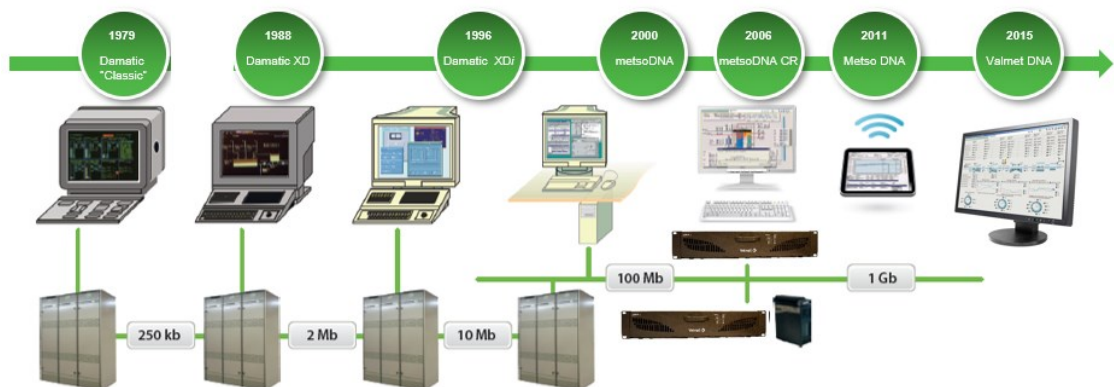 1979
Damatic
"Classic"
1988
Damatic XD
1996
Damatic XDi
2000
metsoDNA
2006
metsoDNA CR
2011
Metso DNA
2015
Valmet DNA
100 Mb
1 Gb
250 kb
2 Mb
10 Mb